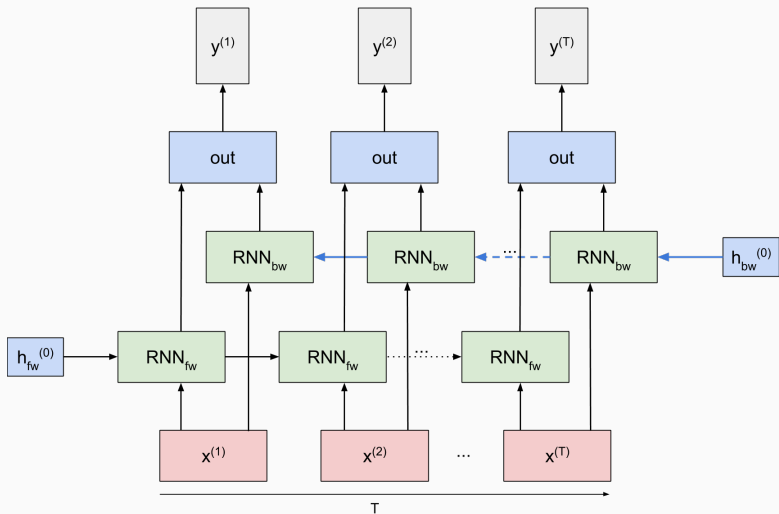 y(1) y(2) y(T)
out out out
RNNbw RNNbw ... RNNbw hbw(0)
hfw(0) RNNfw RNNfw ... RNNfw
x(1) x(2) ... x(T)
T